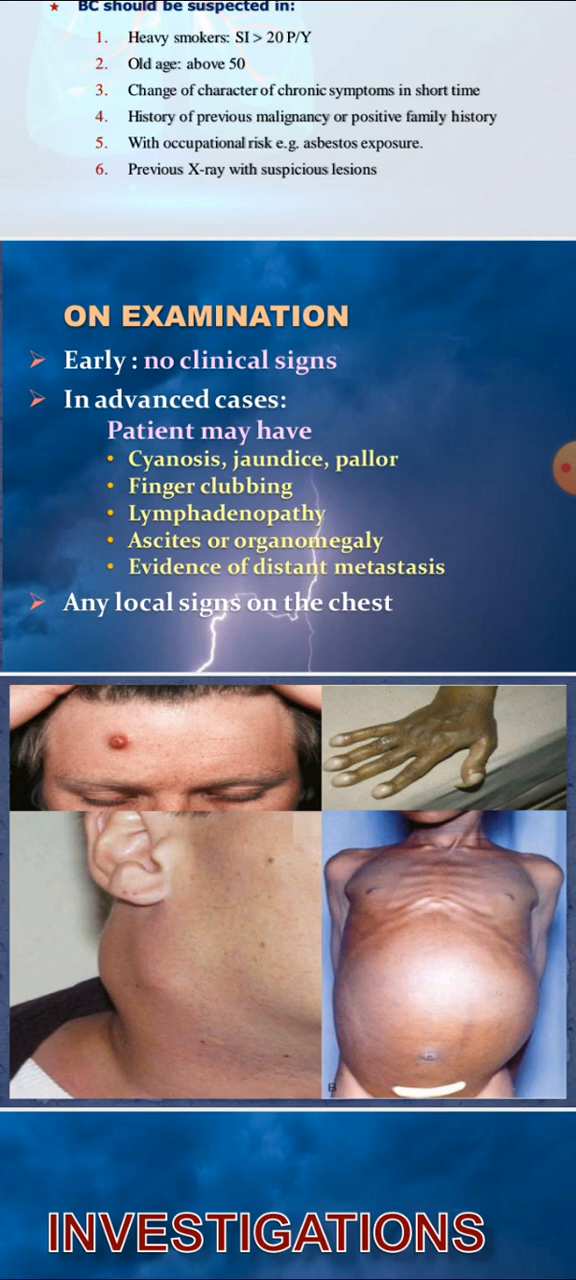 ★ BC should be suspected in:
1. Heavy smokers: SI > 20 P/Y
2. Old age: above 50
3. Change of character of chronic symptoms in short time
4. History of previous malignancy or positive family history
5. With occupational risk e.g. asbestos exposure.
6. Previous X-ray with suspicious lesions
ON EXAMINATION
➢ Early : no clinical signs
➢ In advanced cases:
Patient may have
• Cyanosis, jaundice, pallor
• Finger clubbing
• Lymphadenopathy
• Ascites or organomegaly
• Evidence of distant metastasis
➢ Any local signs on the chest
B
INVESTIGATIONS